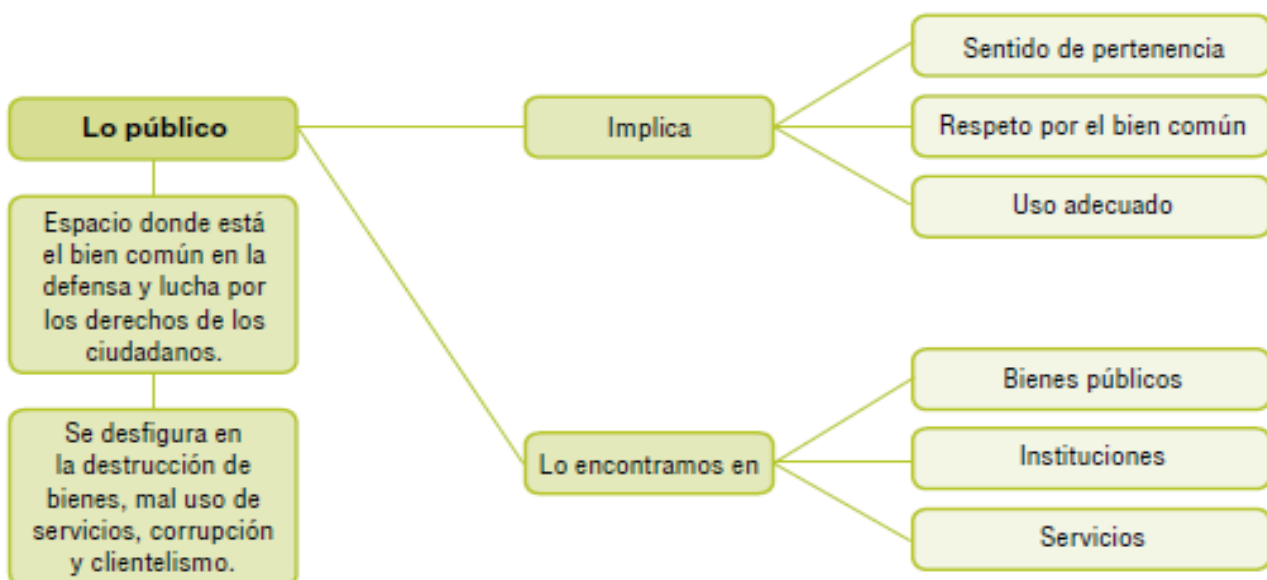 Lo público
Espacio donde está
el bien común en la
defensa y lucha por
los derechos de los
ciudadanos.
Se desfigura en
la destrucción de
bienes, mal uso de
servicios, corrupción
y clientelismo.
Implica
Sentido de pertenencia
Respeto por el bien común
Uso adecuado
Lo encontramos en
Bienes públicos
Instituciones
Servicios